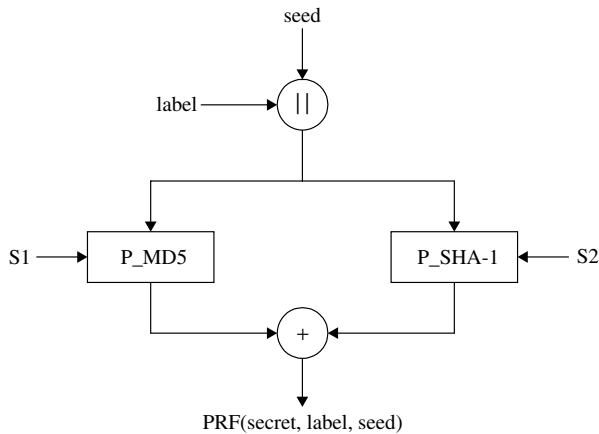 seed
label
||
S1
P_MD5
P_SHA-1
S2
+
PRF(secret, label, seed)